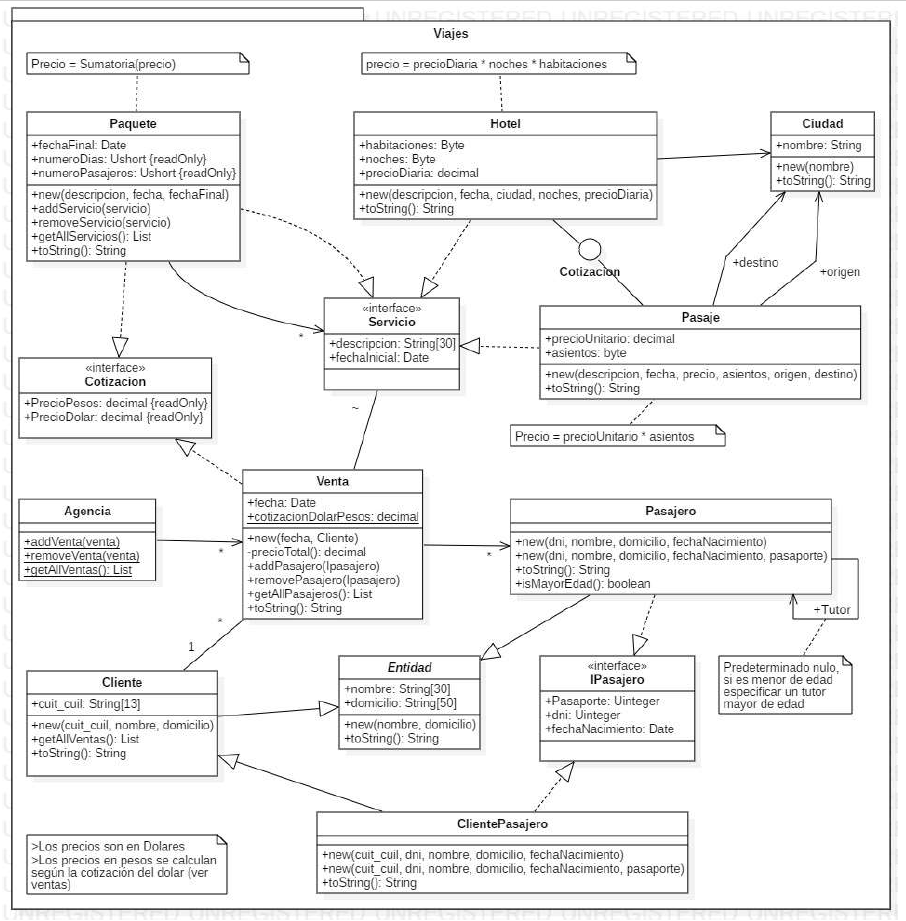 UNREGISTERED UNREGISTERED UNREGISTERED
Viajes
Precio = Sumatoria(precio)
precio = precioDiaria * noches * habitaciones
Paquete
+fechaFinal: Date
+numeroDias: Ushort {readOnly}
+numeroPasajeros: Ushort {readOnly}
+new(descripcion, fecha, fechaFinal)
+addServicio(servicio)
+removeServicio(servicio)
+getAllServicios(): List
+toString(): String
Hotel
+habitaciones: Byte
+noches: Byte
+precioDiaria: decimal
+new(descripcion, fecha, ciudad, noches, precioDiaria)
+toString(): String
Ciudad
+nombre: String
+new(nombre)
+toString(): String
Cotizacion
+destino
+origen
«interface»
Servicio
+descripcion: String[30]
+fechaInicial: Date
*
~
Pasaje
+precioUnitario: decimal
+asientos: byte
+new(descripcion, fecha, precio, asientos, origen, destino)
+toString(): String
Precio = precioUnitario * asientos
«interface»
Cotizacion
+PrecioPesos: decimal {readOnly}
+PrecioDolar: decimal {readOnly}
Agencia
+addVenta(venta)
+removeVenta(venta)
+getAllVentas(): List
*
Venta
+fecha: Date
+cotizacionDolarPesos: decimal
+new(fecha, Cliente)
-precioTotal(): decimal
+addPasajero(Ipasajero)
+removePasajero(Ipasajero)
+getAllPasajeros(): List
+toString(): String
*
Pasajero
+new(dni, nombre, domicilio, fechaNacimiento)
+new(dni, nombre, domicilio, fechaNacimiento, pasaporte)
+toString(): String
+isMayorEdad(): boolean
+Tutor
*
1
Cliente
+cuit_cuil: String[13]
+new(cuit_cuil, nombre, domicilio)
+getAllVentas(): List
+toString(): String
Entidad
+nombre: String[30]
+domicilio: String[50]
+new(nombre, domicilio)
+toString(): String
«interface»
IPasajero
+Pasaporte: Uinteger
+dni: Uinteger
+fechaNacimiento: Date
Predeterminado nulo,
si es menor de edad
especificar un tutor
mayor de edad
ClientePasajero
+new(cuit_cuil, dni, nombre, domicilio, fechaNacimiento)
+new(cuit_cuil, dni, nombre, domicilio, fechaNacimiento, pasaporte)
+toString(): String
>Los precios son en Dolares
>Los precios en pesos se calculan
según la cotización del dolar (ver
ventas)